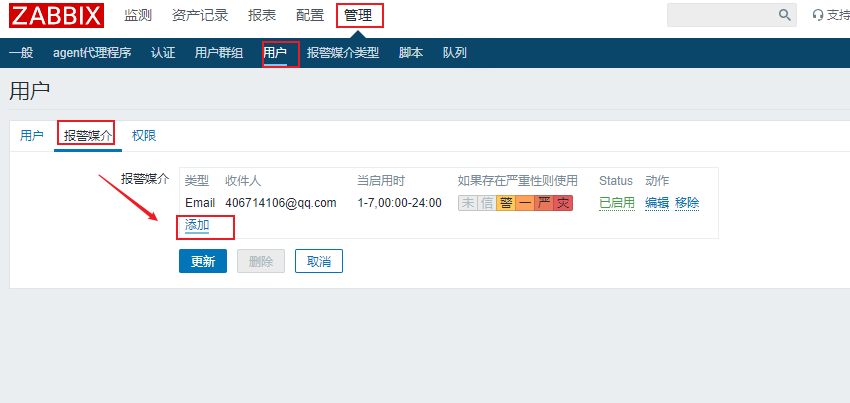 ZABBIX 监测 资产记录 报表 配置 管理 支持
一般 agent代理程序 认证 用户群组 用户 报警媒介类型 脚本 队列
用户
用户 报警媒介 权限
报警媒介 类型 收件人 当启用时 如果存在严重性则使用 Status 动作
Email 406714106@qq.com 1-7,00:00-24:00 未 信 警 一 严 灾 已启用 编辑 移除
添加
更新 删除 取消